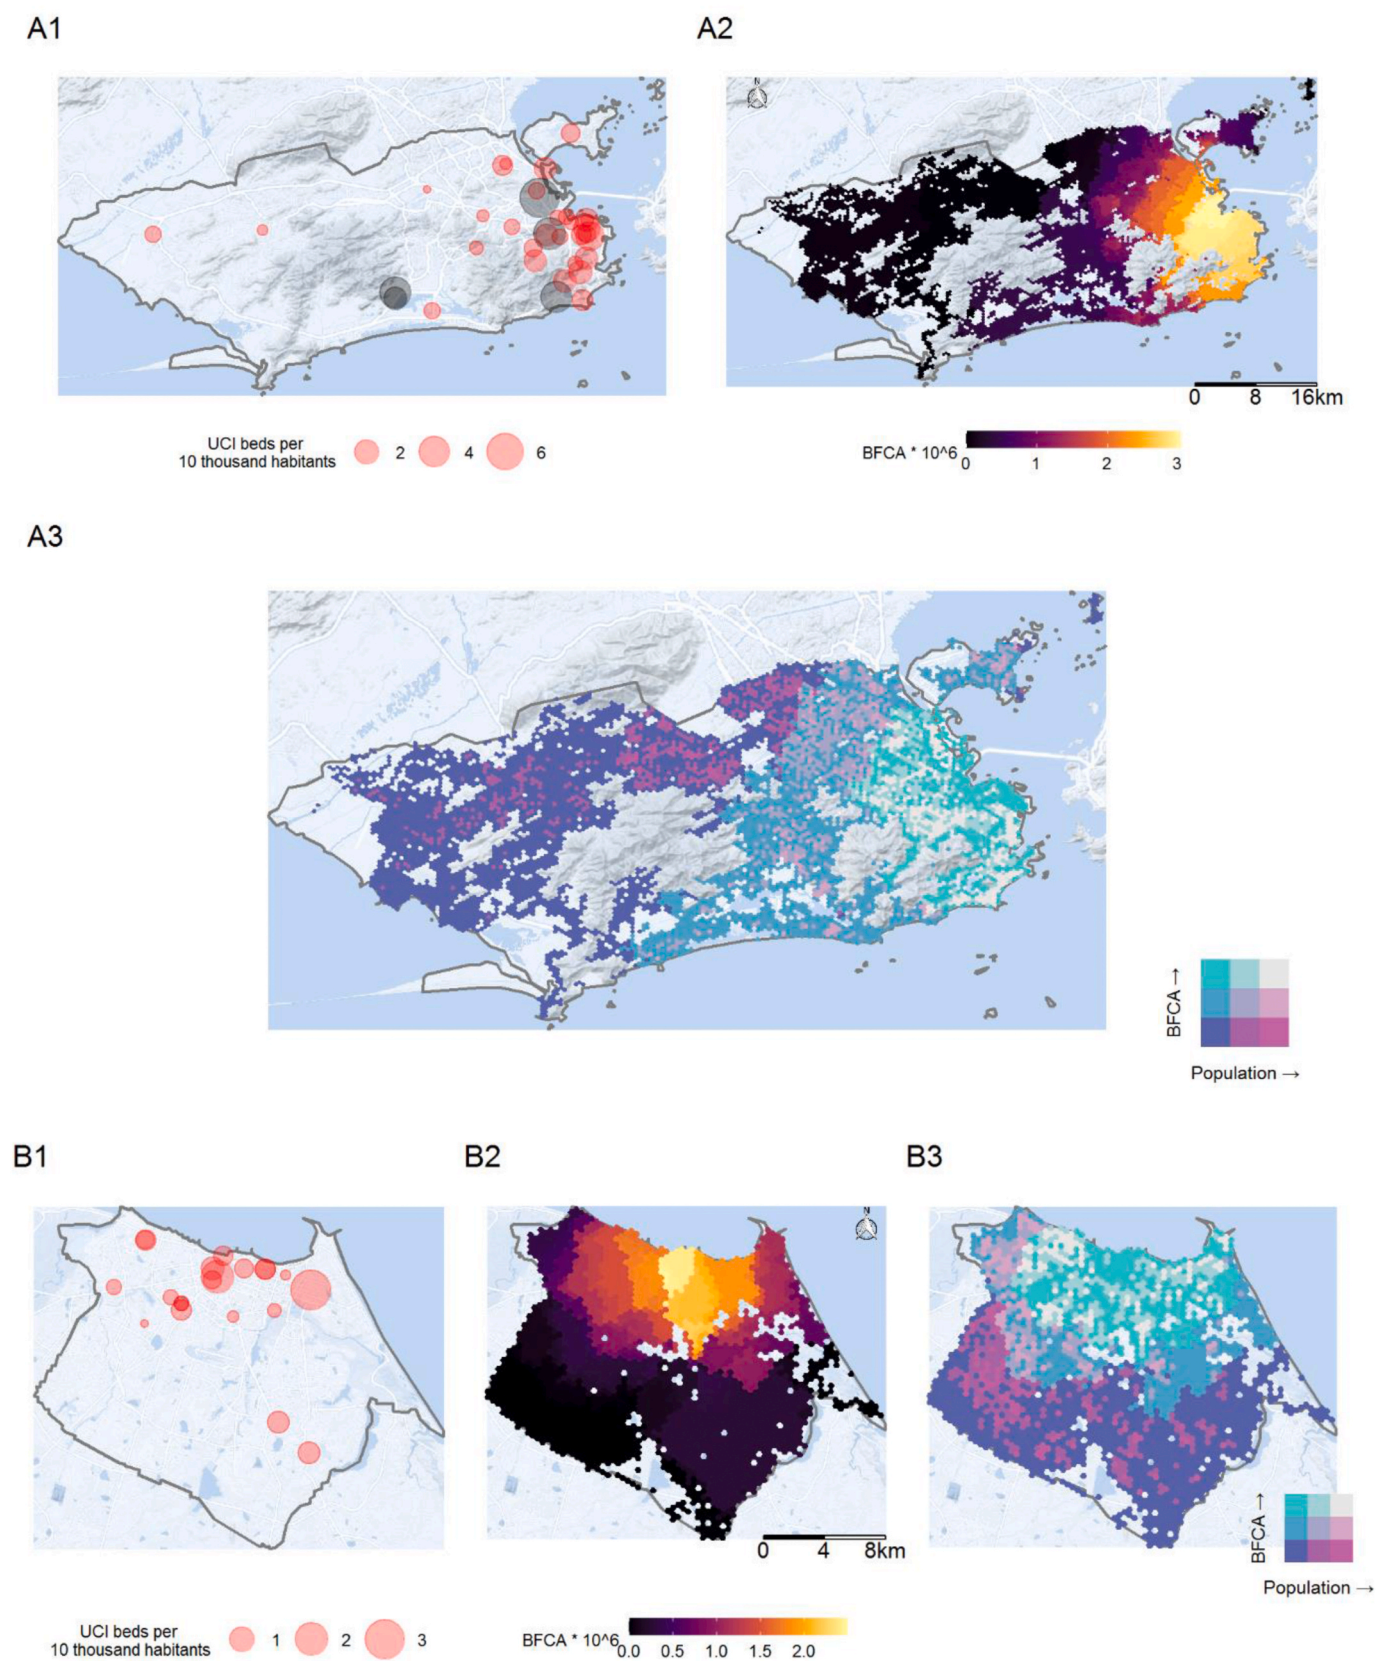 A1
A2
N
0 8 16km
UCI beds per
10 thousand habitants
2 4 6
BFCA * 10^6
0 1 2 3
A3
BFCA →
Population →
B1
B2
B3
N
0 4 8km
BFCA →
Population →
UCI beds per
10 thousand habitants
1 2 3
BFCA * 10^6
0.0 0.5 1.0 1.5 2.0